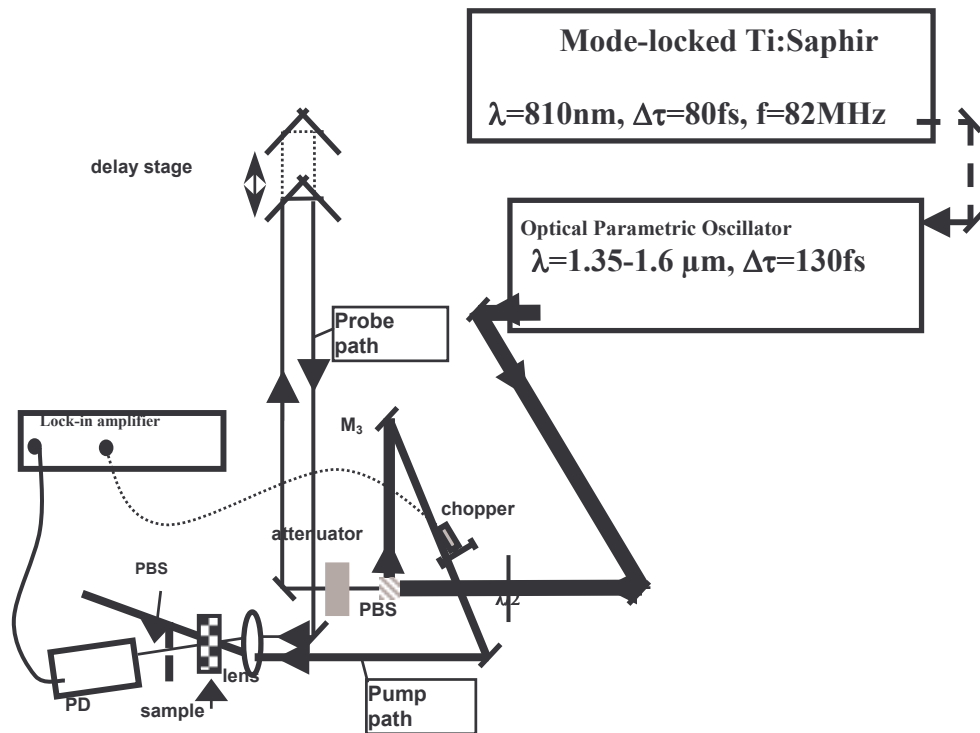 Mode-locked Ti:Saphir
λ=810nm, Δτ=80fs, f=82MHz
delay stage
Optical Parametric Oscillator
λ=1.35-1.6 µm, Δτ=130fs
Probe
path
Lock-in amplifier
M₃
chopper
attenuator
PBS
PBS
λ/2
lens
PD
sample
Pump
path